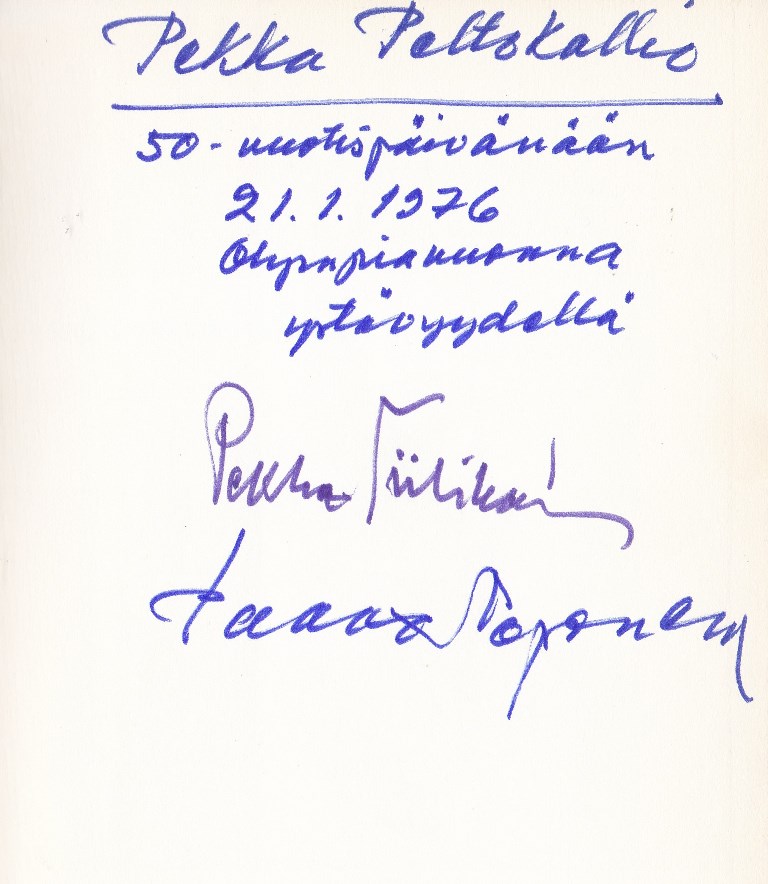 Pekka Peltokallio
50-vuotispäivänään
21.1.1976
Olympiavuonna
ystävyydellä
Pekka Tiilikainen
Paavo Noponen